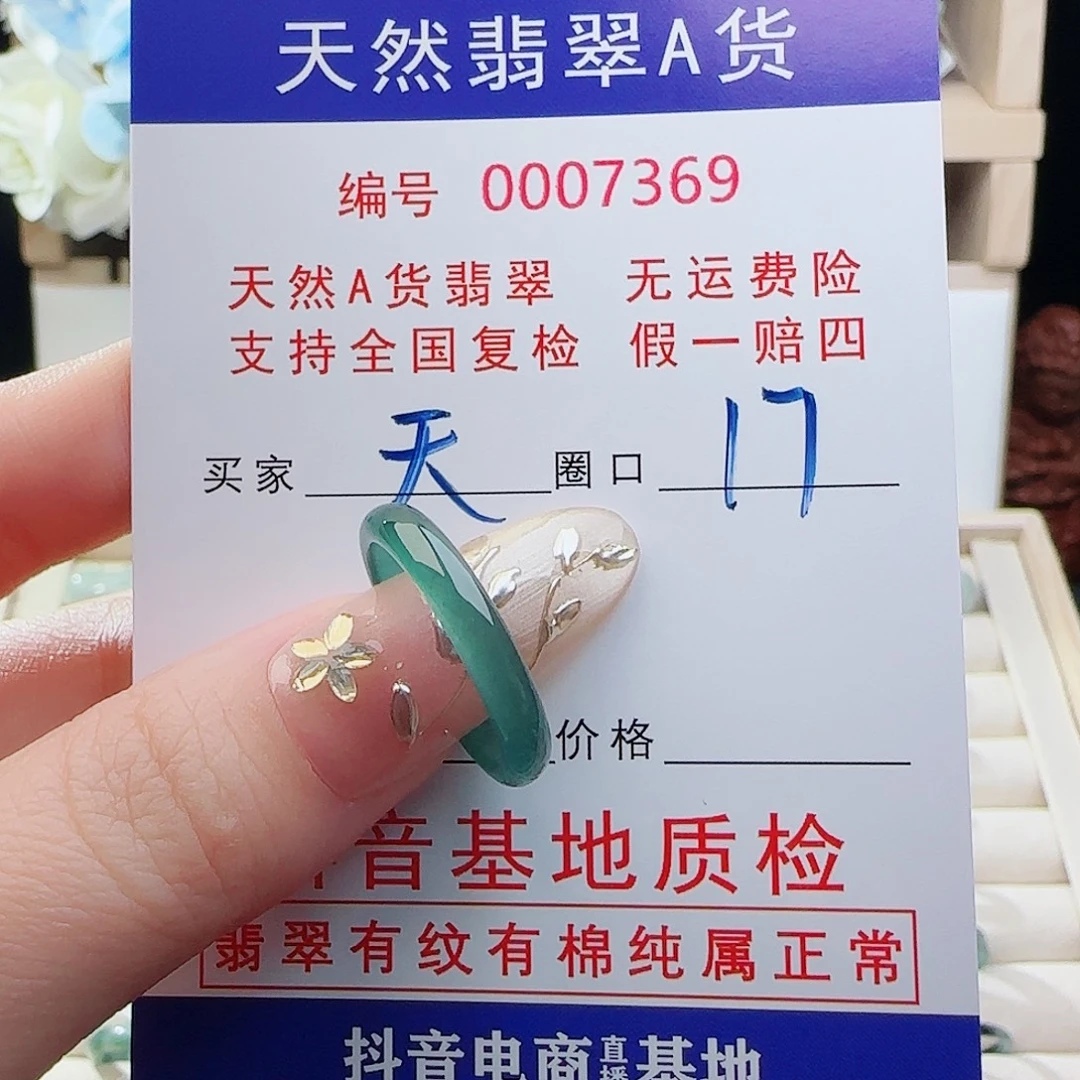 天然翡翠A货
编号 0007369
天然A货翡翠 无运费险
支持全国复检 假一赔四
买家 天 圈口 17
价格
音基地质检
翡翠有纹有棉纯属正常
抖音电商直播基地